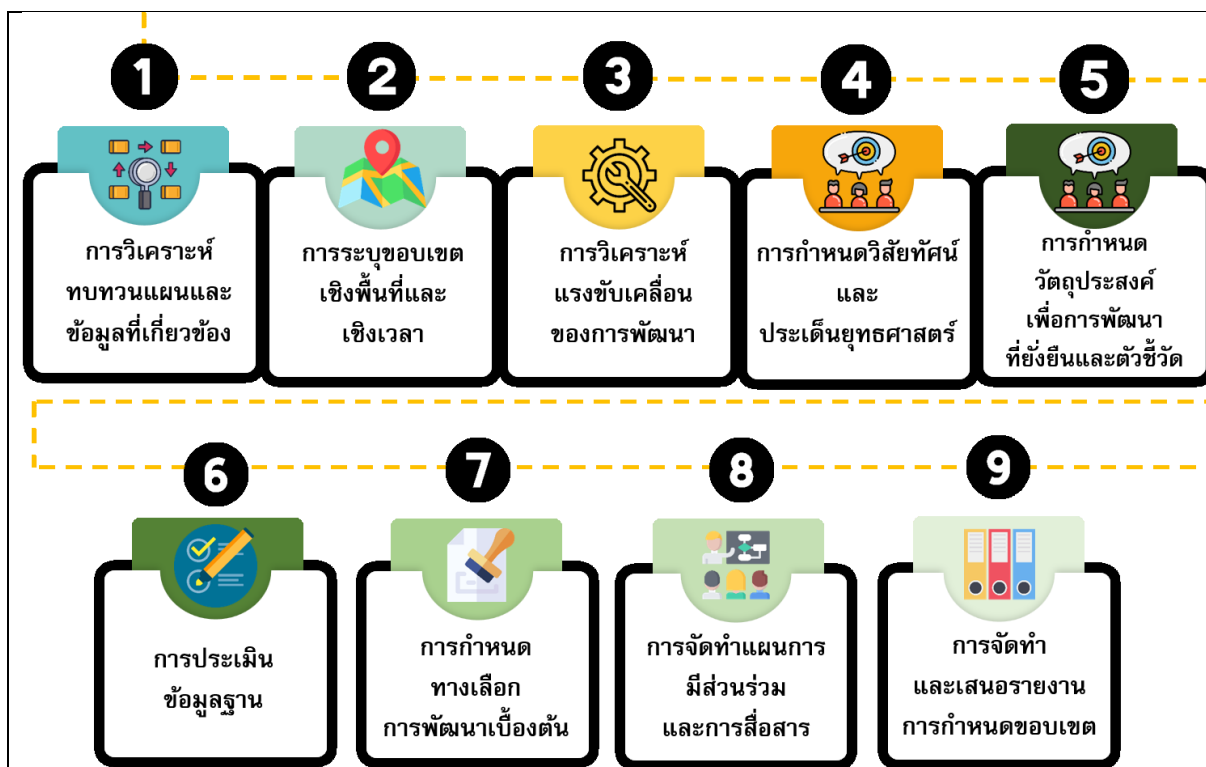 1
2
3
4
5
การวิเคราะห์
ทบทวนแผนและ
ข้อมูลที่เกี่ยวข้อง
การระบุขอบเขต
เชิงพื้นที่และ
เชิงเวลา
การวิเคราะห์
แรงขับเคลื่อน
ของการพัฒนา
การกำหนดวิสัยทัศน์
และ
ประเด็นยุทธศาสตร์
การกำหนด
วัตถุประสงค์
เพื่อการพัฒนา
ที่ยั่งยืนและตัวชี้วัด
6
7
8
9
การประเมิน
ข้อมูลฐาน
การกำหนด
ทางเลือก
การพัฒนาเบื้องต้น
การจัดทำแผนการ
มีส่วนร่วม
และการสื่อสาร
การจัดทำ
และเสนอรายงาน
การกำหนดขอบเขต